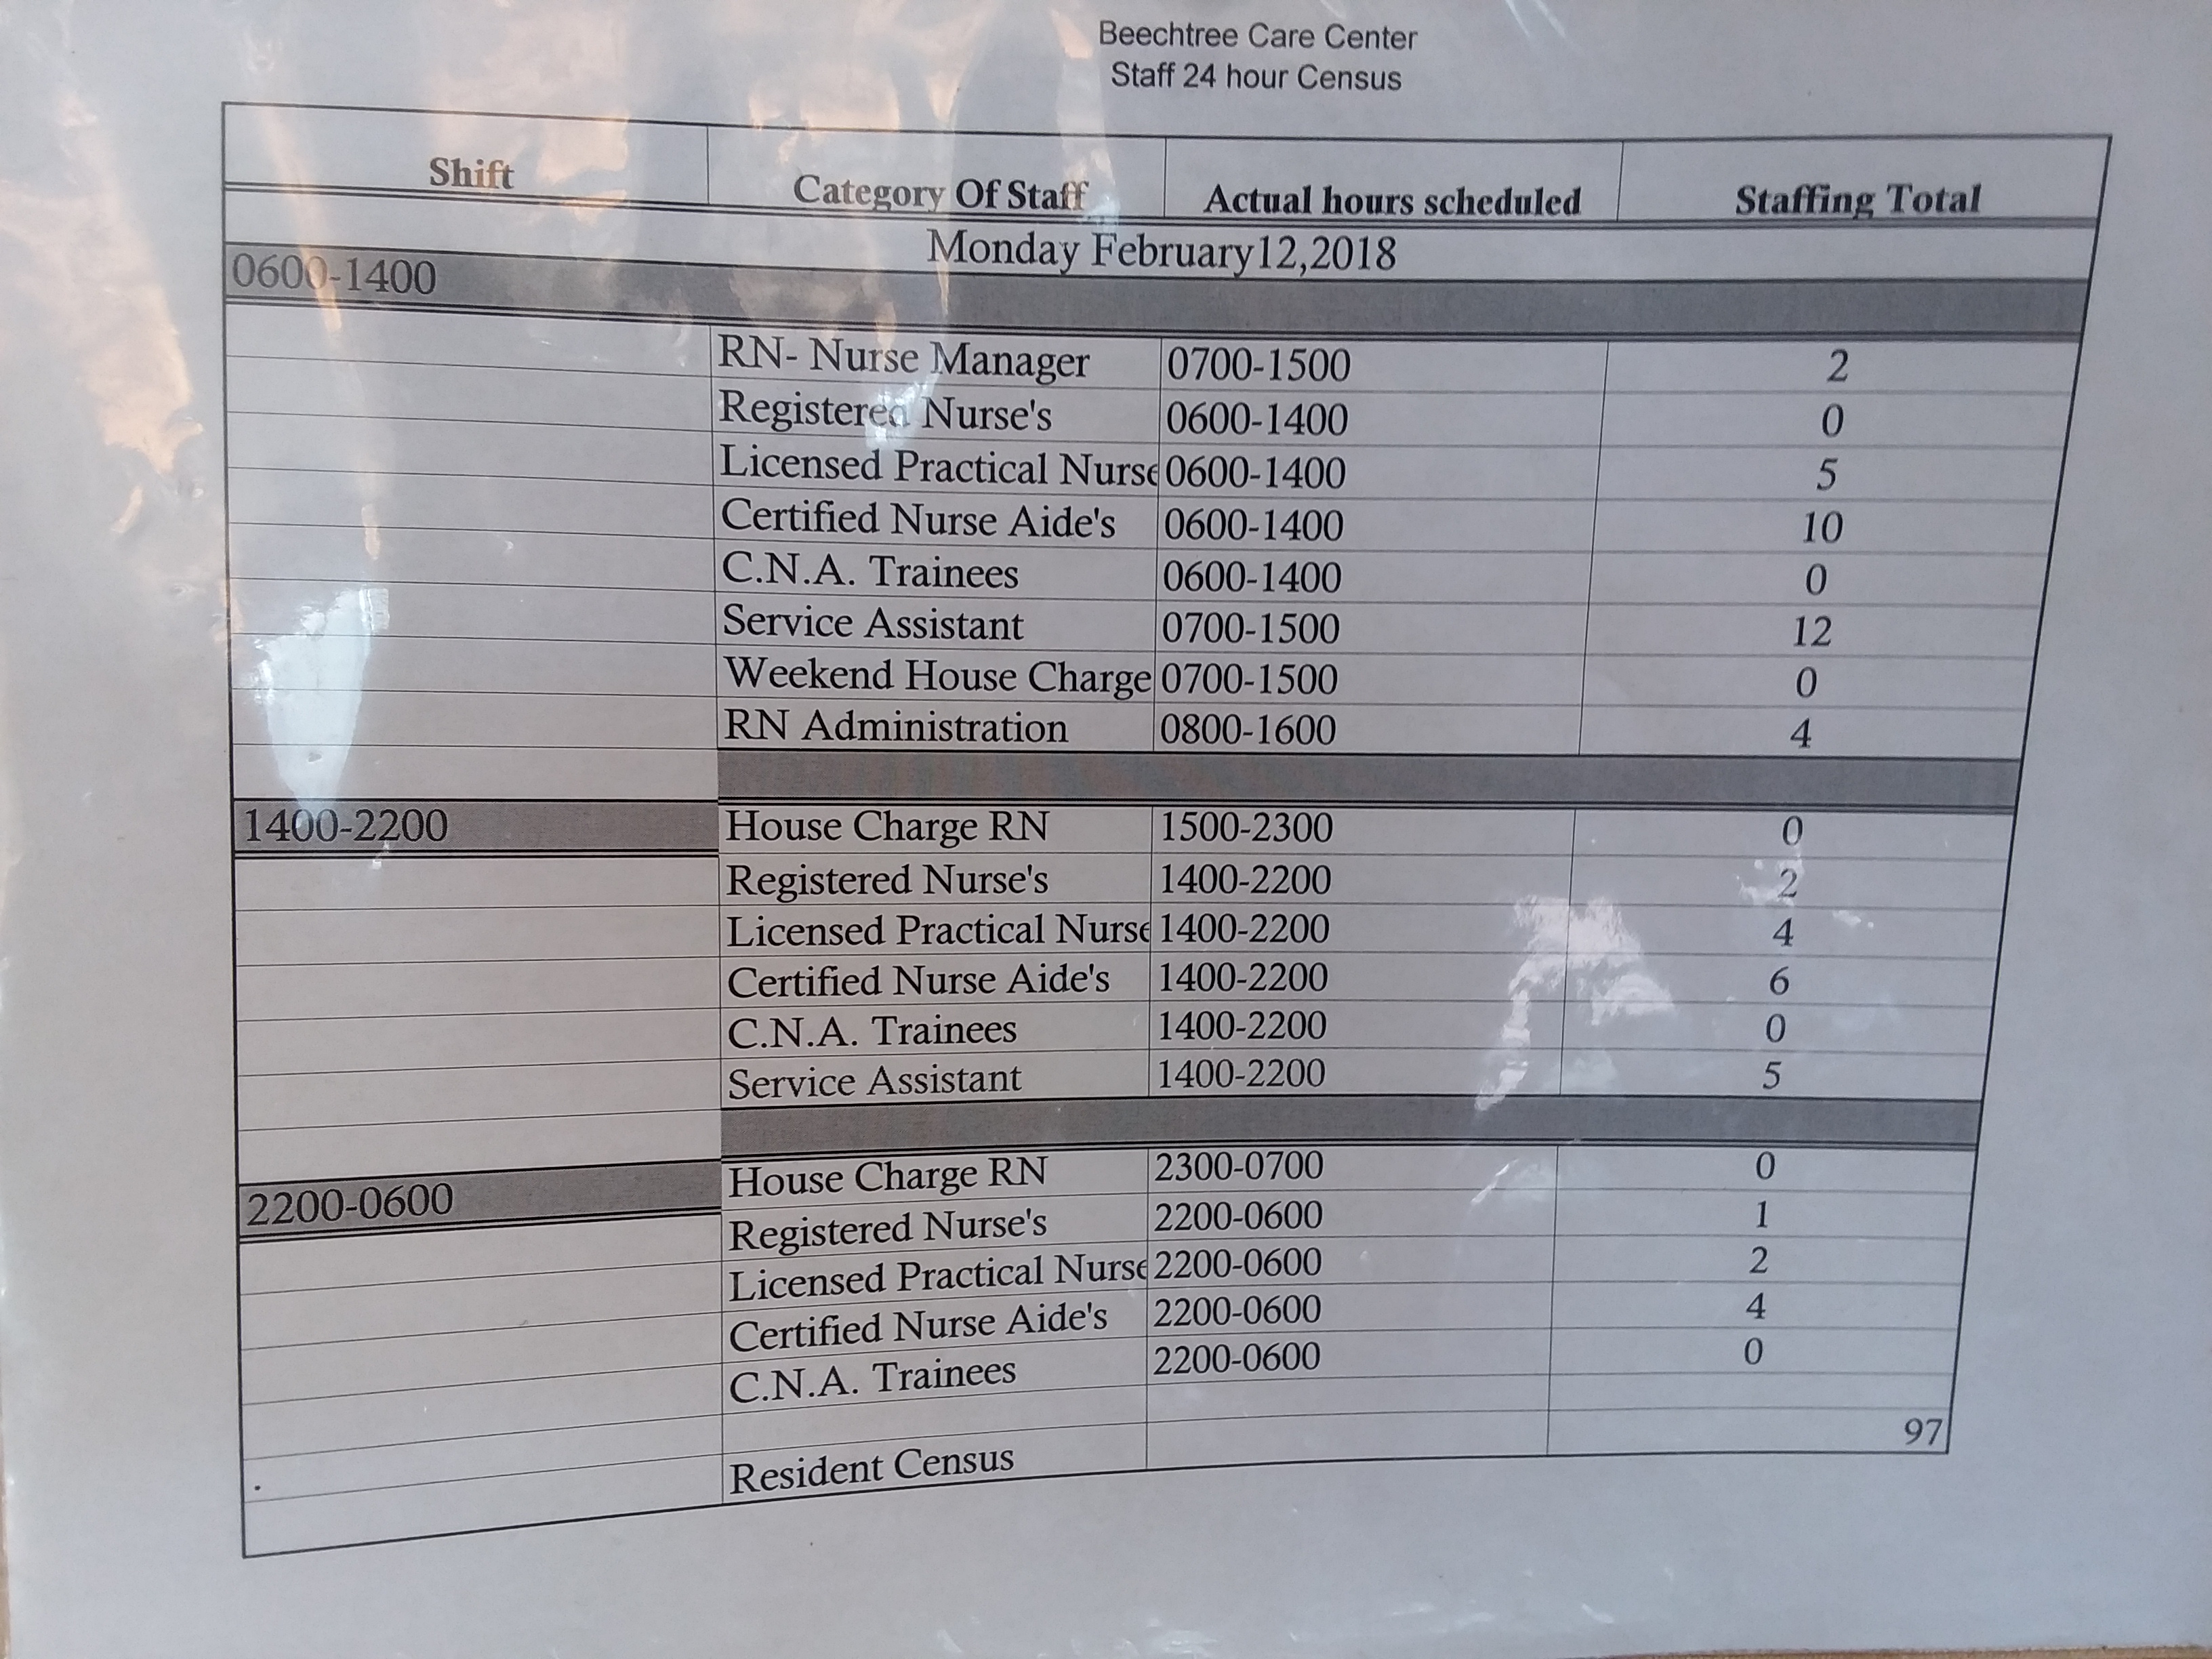 Beechtree Care Center
Staff 24 hour Census
Shift Category Of Staff Actual hours scheduled Staffing Total
Monday February12,2018
0600-1400
RN- Nurse Manager 0700-1500 2
Registered Nurse's 0600-1400 0
Licensed Practical Nurse 0600-1400 5
Certified Nurse Aide's 0600-1400 10
C.N.A. Trainees 0600-1400 0
Service Assistant 0700-1500 12
Weekend House Charge 0700-1500 0
RN Administration 0800-1600 4
1400-2200 House Charge RN 1500-2300 0
Registered Nurse's 1400-2200 2
Licensed Practical Nurse 1400-2200 4
Certified Nurse Aide's 1400-2200 6
C.N.A. Trainees 1400-2200 0
Service Assistant 1400-2200 5
2200-0600 House Charge RN 2300-0700 0
Registered Nurse's 2200-0600 1
Licensed Practical Nurse 2200-0600 2
Certified Nurse Aide's 2200-0600 4
C.N.A. Trainees 2200-0600 0
. Resident Census 97